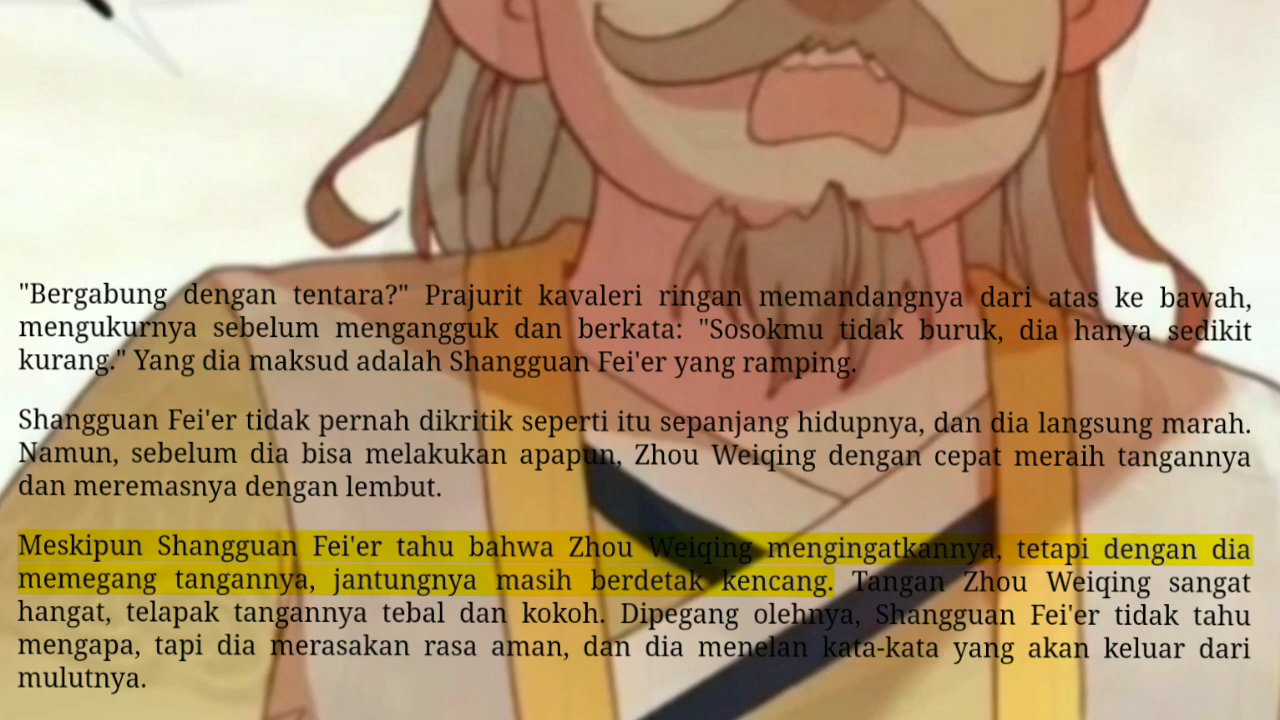 "Bergabung dengan tentara?" Prajurit kavaleri ringan memandangnya dari atas ke bawah,
mengukurnya sebelum mengangguk dan berkata: "Sosokmu tidak buruk, dia hanya sedikit
kurang." Yang dia maksud adalah Shangguan Fei'er yang ramping.
Shangguan Fei'er tidak pernah dikritik seperti itu sepanjang hidupnya, dan dia langsung marah.
Namun, sebelum dia bisa melakukan apapun, Zhou Weiqing dengan cepat meraih tangannya
dan meremasnya dengan lembut.
Meskipun Shangguan Fei'er tahu bahwa Zhou Weiqing mengingatkannya, tetapi dengan dia
memegang tangannya, jantungnya masih berdetak kencang. Tangan Zhou Weiqing sangat
hangat, telapak tangannya tebal dan kokoh. Dipegang olehnya, Shangguan Fei'er tidak tahu
mengapa, tapi dia merasakan rasa aman, dan dia menelan kata-kata yang akan keluar dari
mulutnya.